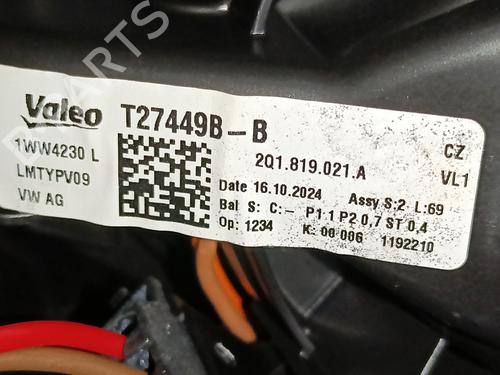 PARTS
Valeo T27449B-B
1WW4230 L 2Q1.819.021.A CZ
LMTYPV09 VL1
VW AG Date 16.10.2024 Assy S:2 L:69
Bal S: C:- P1:1 P2 0,7 ST 0,4
Op: 1234 K: 00 006 1192210